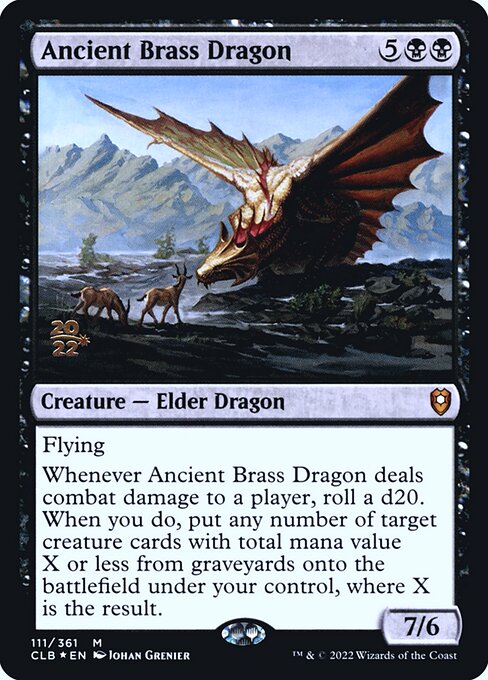 Ancient Brass Dragon 5
20
22
Creature — Elder Dragon
Flying
Whenever Ancient Brass Dragon deals
combat damage to a player, roll a d20.
When you do, put any number of target
creature cards with total mana value
X or less from graveyards onto the
battlefield under your control, where X
is the result.
7/6
111/361 M
CLB ★ EN Johan Grenier
™ & © 2022 Wizards of the Coast